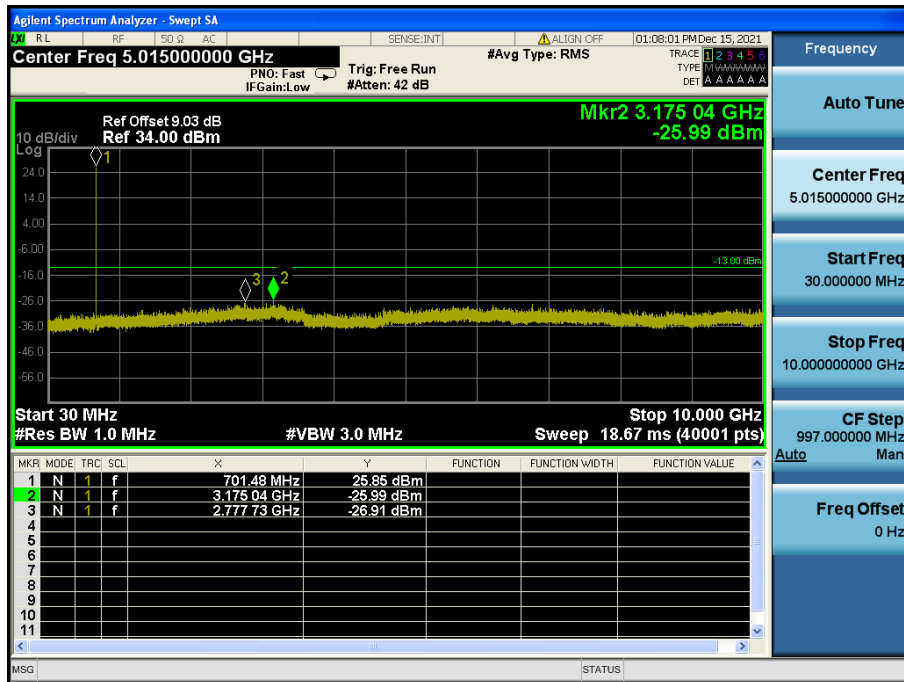 Agilent Spectrum Analyzer - Swept SA
LXI RL RF 50 Ω AC SENSE:INT ALIGN OFF 01:08:01 PM Dec 15, 2021
Center Freq 5.015000000 GHz #Avg Type: RMS TRACE 1 2 3 4 5 6
PNO: Fast Trig: Free Run TYPE M W W W W W
IFGain:Low #Atten: 42 dB DET A A A A A A
Mkr2 3.175 04 GHz
-25.99 dBm
Ref Offset 9.03 dB
10 dB/div Ref 34.00 dBm
Log
1
24.0
14.0
4.00
-6.00
-13.00 dBm
-16.0
3 2
-26.0
-36.0
-46.0
-56.0
Start 30 MHz Stop 10.000 GHz
#Res BW 1.0 MHz #VBW 3.0 MHz Sweep 18.67 ms (40001 pts)
MKR MODE TRC SCL X Y FUNCTION FUNCTION WIDTH FUNCTION VALUE
1 N 1 f 701.48 MHz 25.85 dBm
2 N 1 f 3.175 04 GHz -25.99 dBm
3 N 1 f 2.777 73 GHz -26.91 dBm
4
5
6
7
8
9
10
11
MSG STATUS
Frequency
Auto Tune
Center Freq
5.015000000 GHz
Start Freq
30.000000 MHz
Stop Freq
10.000000000 GHz
CF Step
997.000000 MHz
Auto Man
Freq Offset
0 Hz